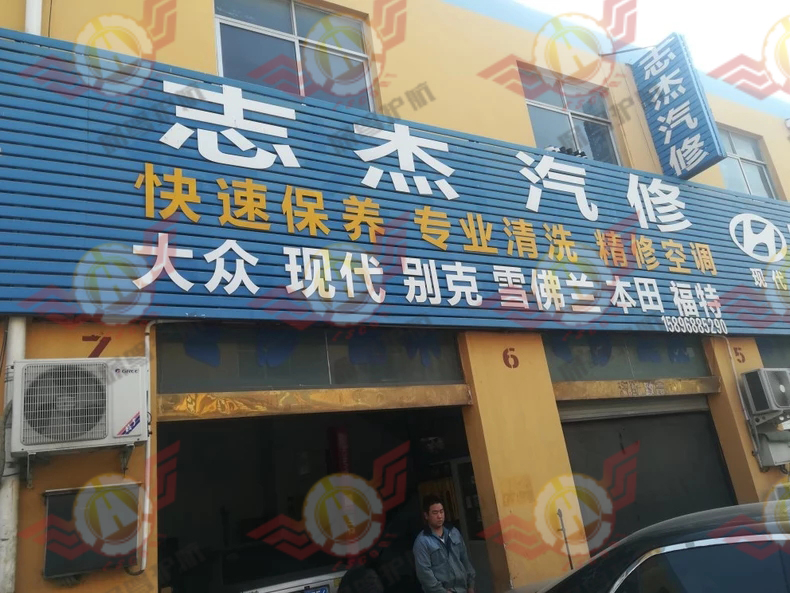 志杰汽修
快速保养 专业清洗 精修空调
大众 现代 别克 雪佛兰 本田 福特
15896885290
志杰汽修
现代
7
6
5
GREE